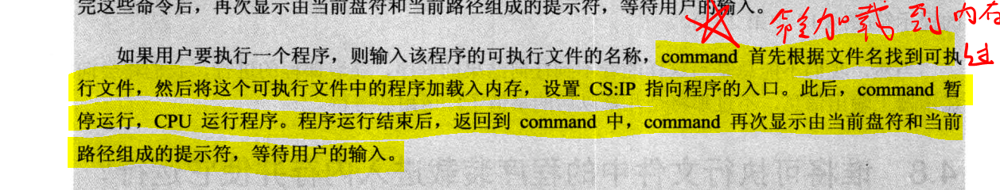 完这些命令后，再次显示由当前盘符和当前路径组成的提示符，等待用户的输入。
命令加载到内存
过
如果用户要执行一个程序，则输入该程序的可执行文件的名称，command 首先根据文件名找到可执
行文件，然后将这个可执行文件中的程序加载入内存，设置 CS:IP 指向程序的入口。此后，command 暂
停运行，CPU 运行程序。程序运行结束后，返回到 command 中，command 再次显示由当前盘符和当前
路径组成的提示符，等待用户的输入。